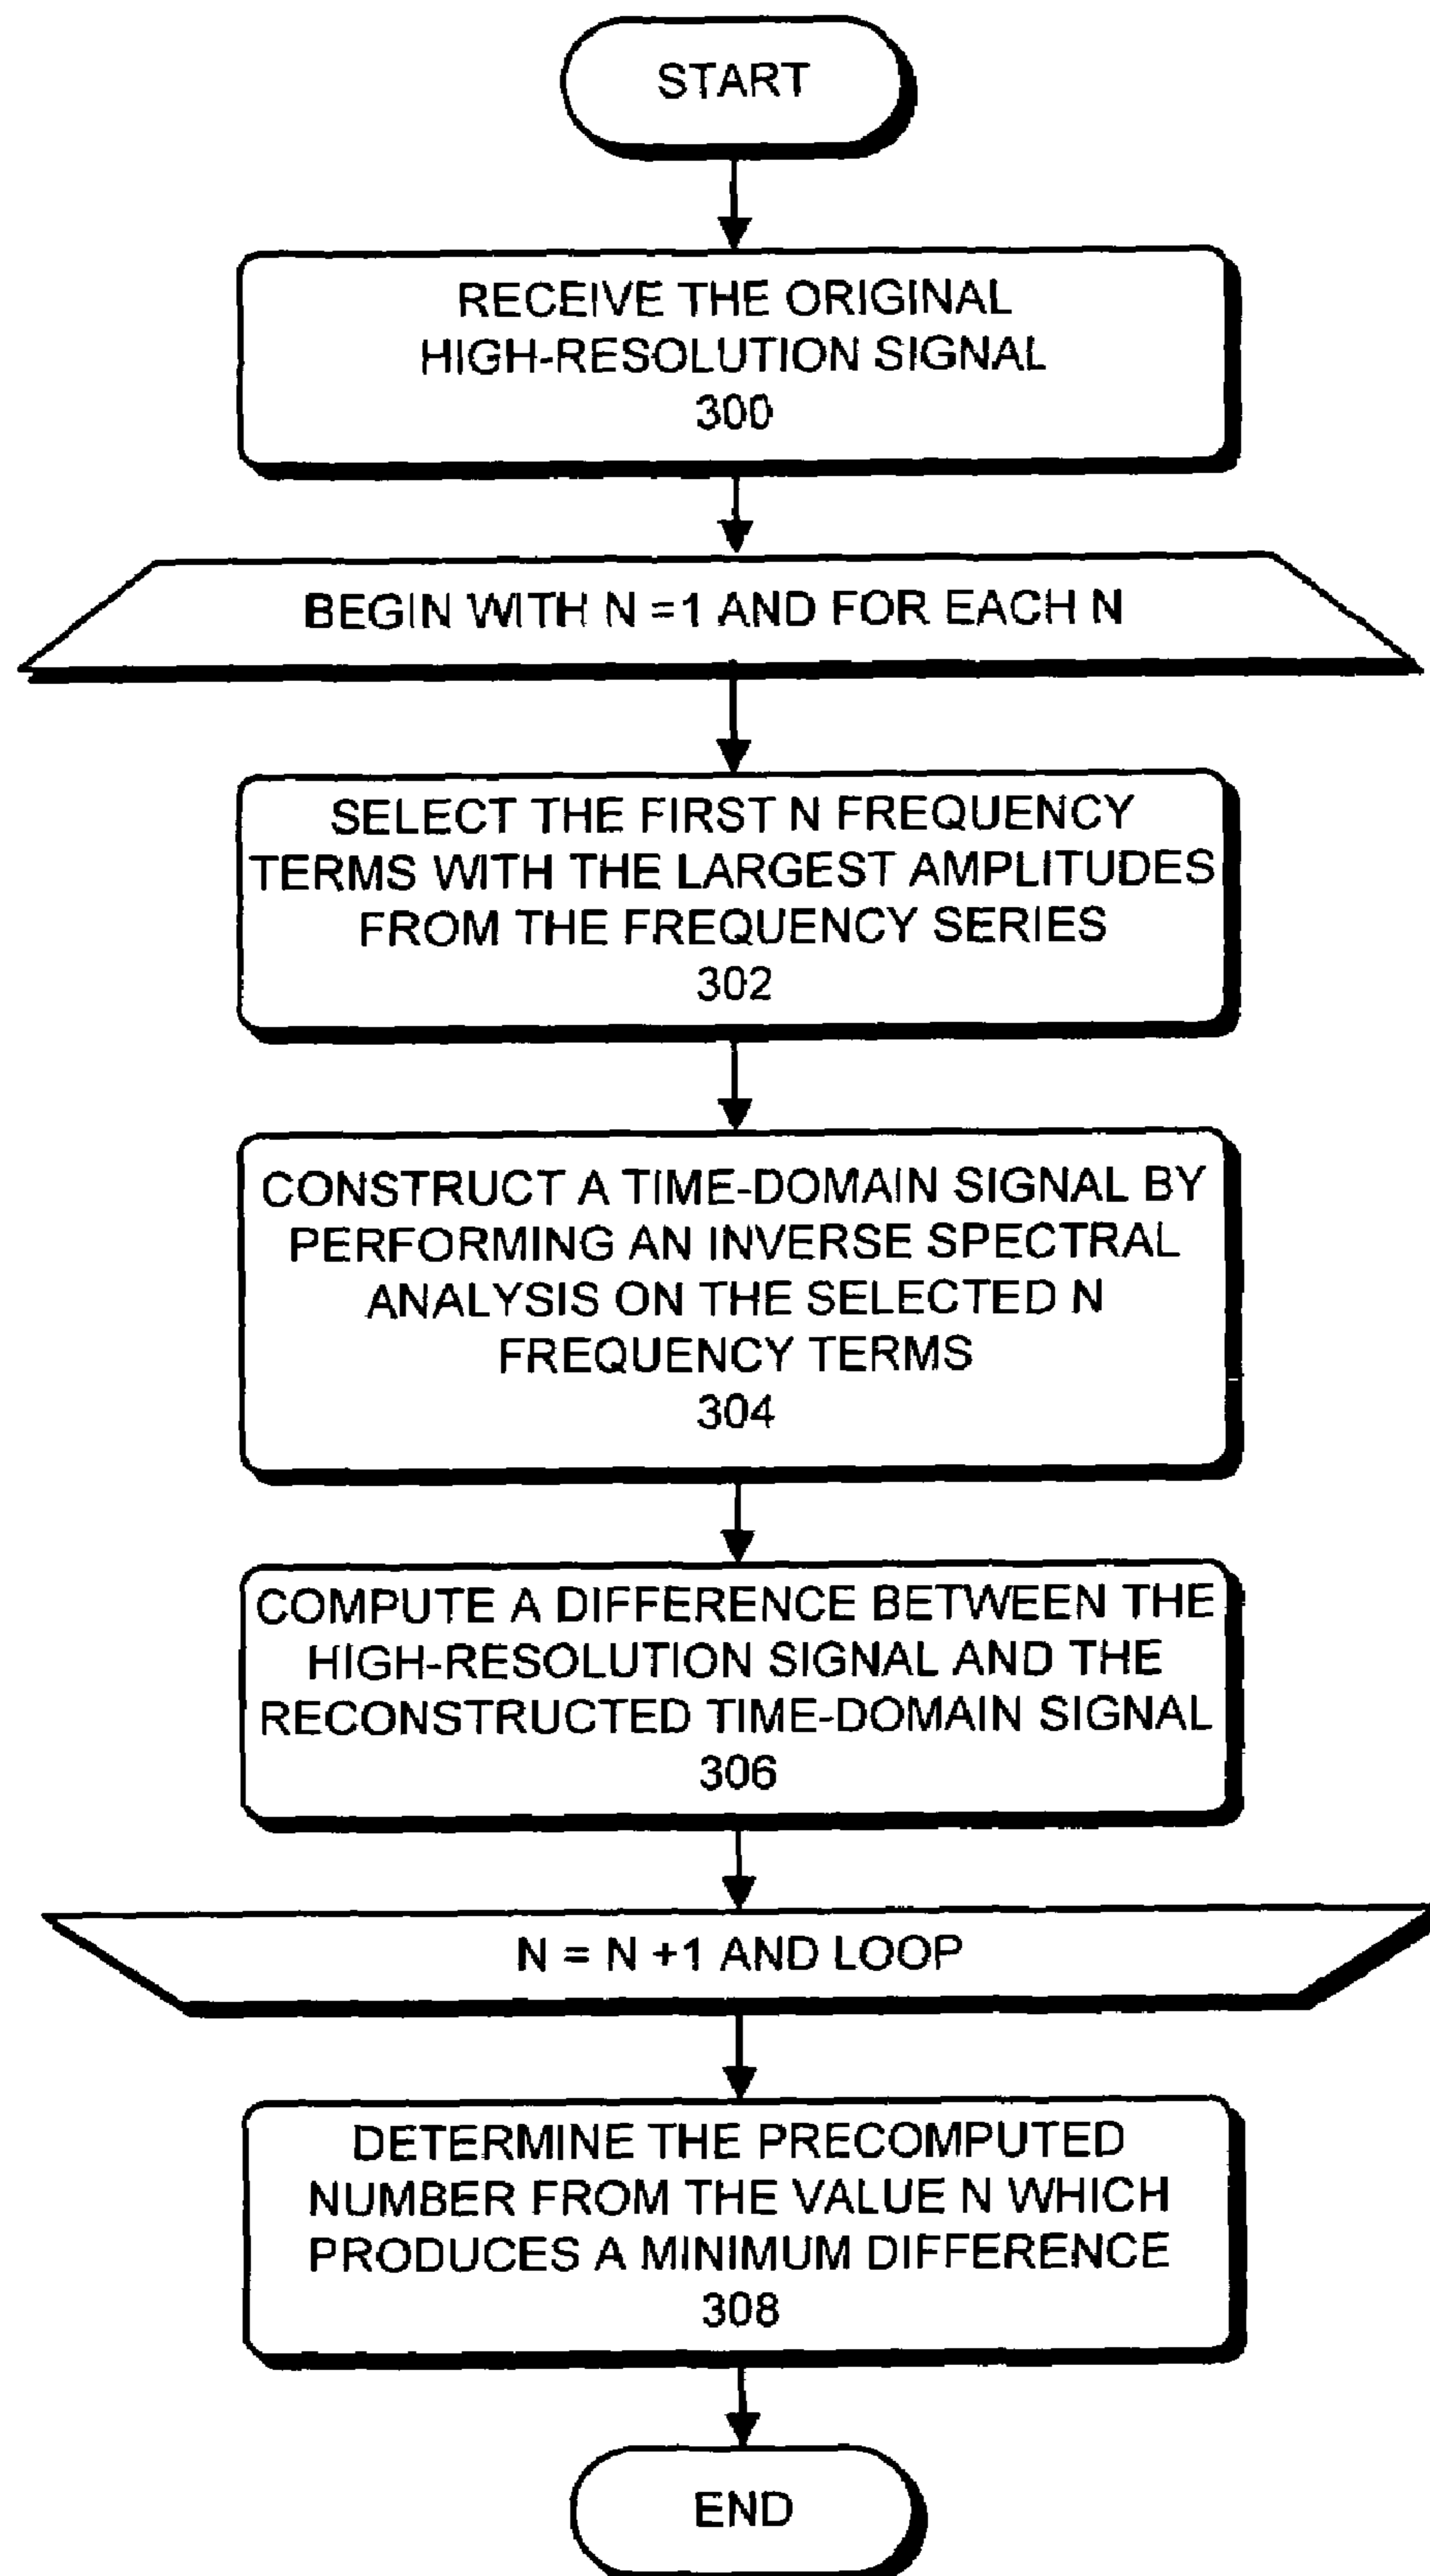 START
RECEIVE THE ORIGINAL
HIGH-RESOLUTION SIGNAL
300
BEGIN WITH N =1 AND FOR EACH N
SELECT THE FIRST N FREQUENCY
TERMS WITH THE LARGEST AMPLITUDES
FROM THE FREQUENCY SERIES
302
CONSTRUCT A TIME-DOMAIN SIGNAL BY
PERFORMING AN INVERSE SPECTRAL
ANALYSIS ON THE SELECTED N
FREQUENCY TERMS
304
COMPUTE A DIFFERENCE BETWEEN THE
HIGH-RESOLUTION SIGNAL AND THE
RECONSTRUCTED TIME-DOMAIN SIGNAL
306
N = N +1 AND LOOP
DETERMINE THE PRECOMPUTED
NUMBER FROM THE VALUE N WHICH
PRODUCES A MINIMUM DIFFERENCE
308
END